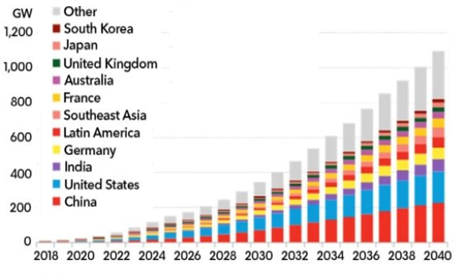 GW
1,200
1,000
800
600
400
200
0
Other
South Korea
Japan
United Kingdom
Australia
France
Southeast Asia
Latin America
Germany
India
United States
China
2018 2020 2022 2024 2026 2028 2030 2032 2034 2036 2038 2040